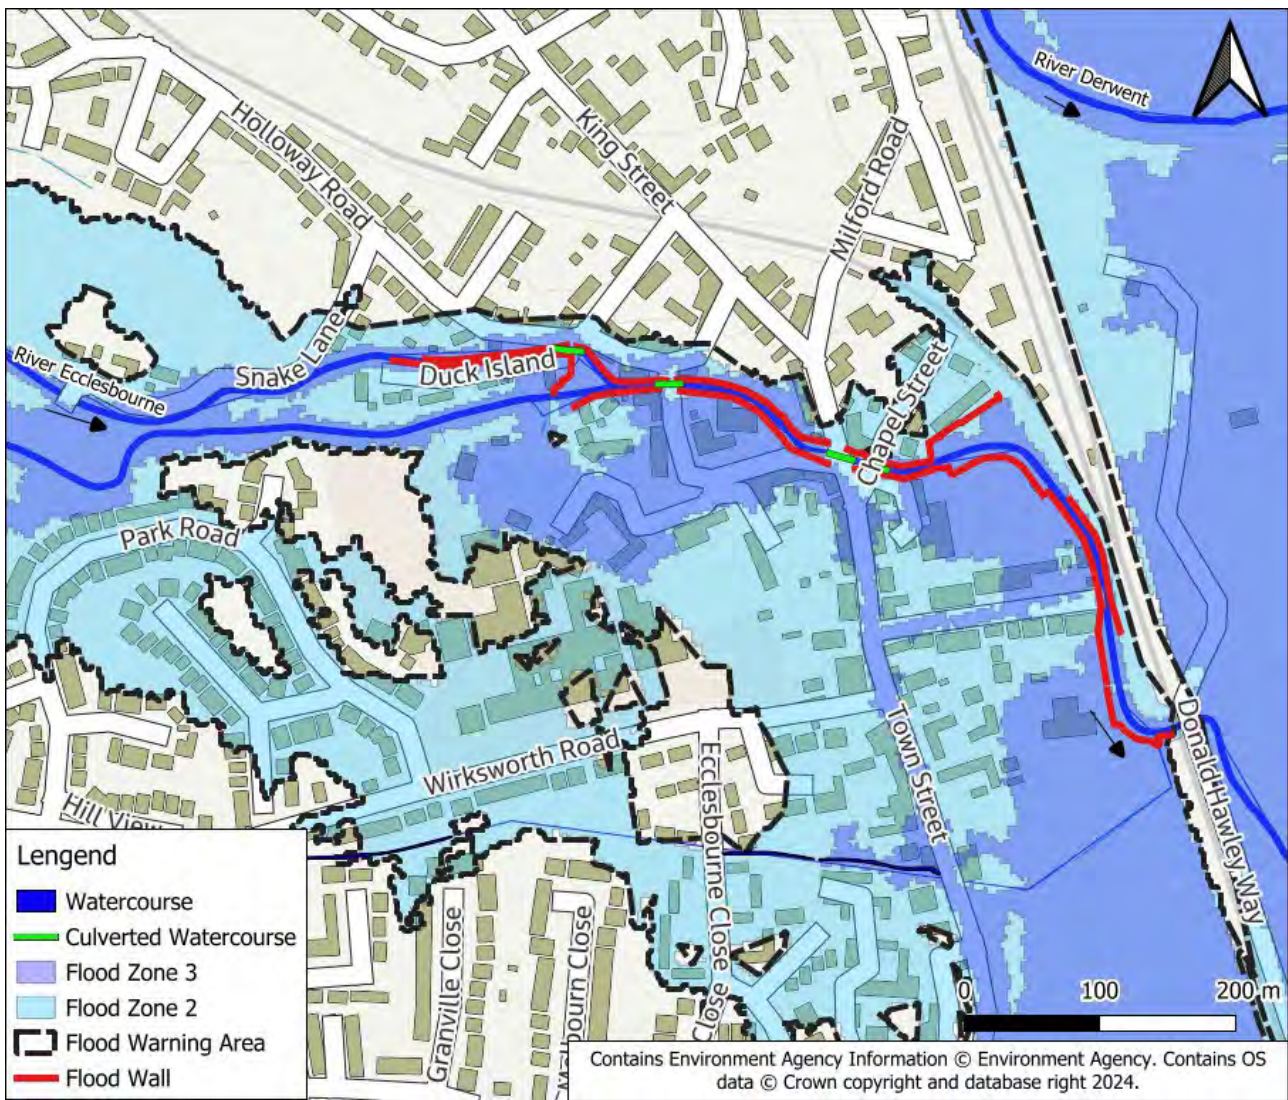 River Derwent
Holloway Road
King Street
Milford Road
Snake Lane
Duck Island
River Ecclesbourne
Chapel Street
Park Road
Wirksworth Road
Town Street
Donald Hawley Way
Ecclesbourne Close
Hill View
Granville Close
Close
Close
Lengend
Watercourse
Culverted Watercourse
Flood Zone 3
Flood Zone 2
Flood Warning Area
Flood Wall
0 100 200 m
Contains Environment Agency Information © Environment Agency. Contains OS
data © Crown copyright and database right 2024.